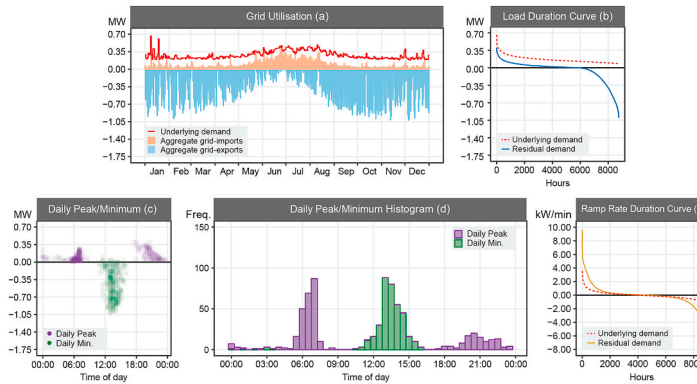 Grid Utilisation (a)
MW
0.70
0.35
0.00
−0.35
−0.70
−1.05
−1.40
−1.75
Underlying demand
Aggregate grid-imports
Aggregate grid-exports
Jan Feb Mar Apr May Jun Jul Aug Sep Oct Nov Dec
Load Duration Curve (b)
MW
0.70
0.35
0.00
−0.35
−0.70
−1.05
−1.40
−1.75
Underlying demand
Residual demand
0 2000 4000 6000 8000
Hours
Daily Peak/Minimum (c)
MW
0.70
0.35
0.00
−0.35
−0.70
−1.05
−1.40
−1.75
Daily Peak
Daily Min.
00:00 06:00 12:00 18:00 00:00
Time of day
Daily Peak/Minimum Histogram (d)
Freq.
150
100
50
0
Daily Peak
Daily Min.
00:00 03:00 06:00 09:00 12:00 15:00 18:00 21:00 00:00
Time of day
Ramp Rate Duration Curve (
kW/min
10.00
8.00
6.00
4.00
2.00
0.00
−2.00
−4.00
−6.00
−8.00
Underlying demand
Residual demand
0 2000 4000 6000 8000
Hours